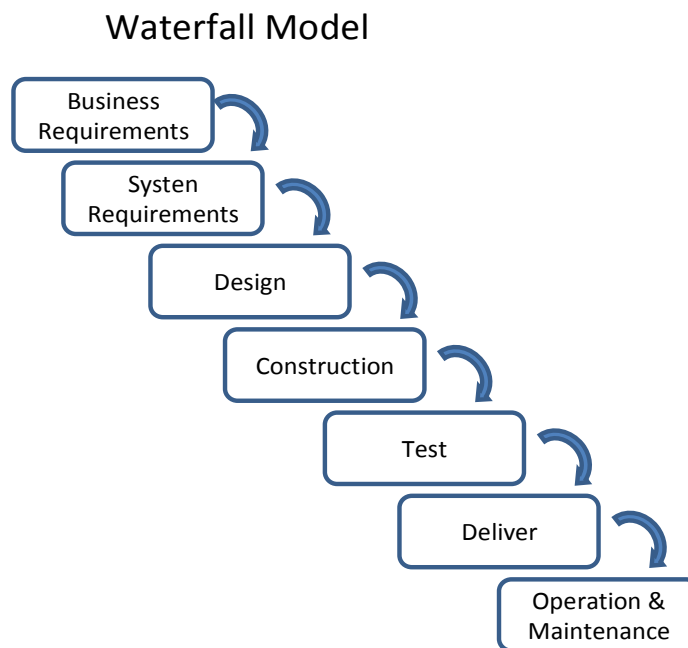 Waterfall Model
Business
Requirements
Systen
Requirements
Design
Construction
Test
Deliver
Operation &
Maintenance